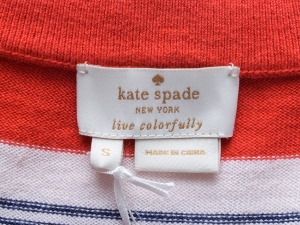 kate spade
NEW YORK
live colorfully
S
MADE IN CHINA